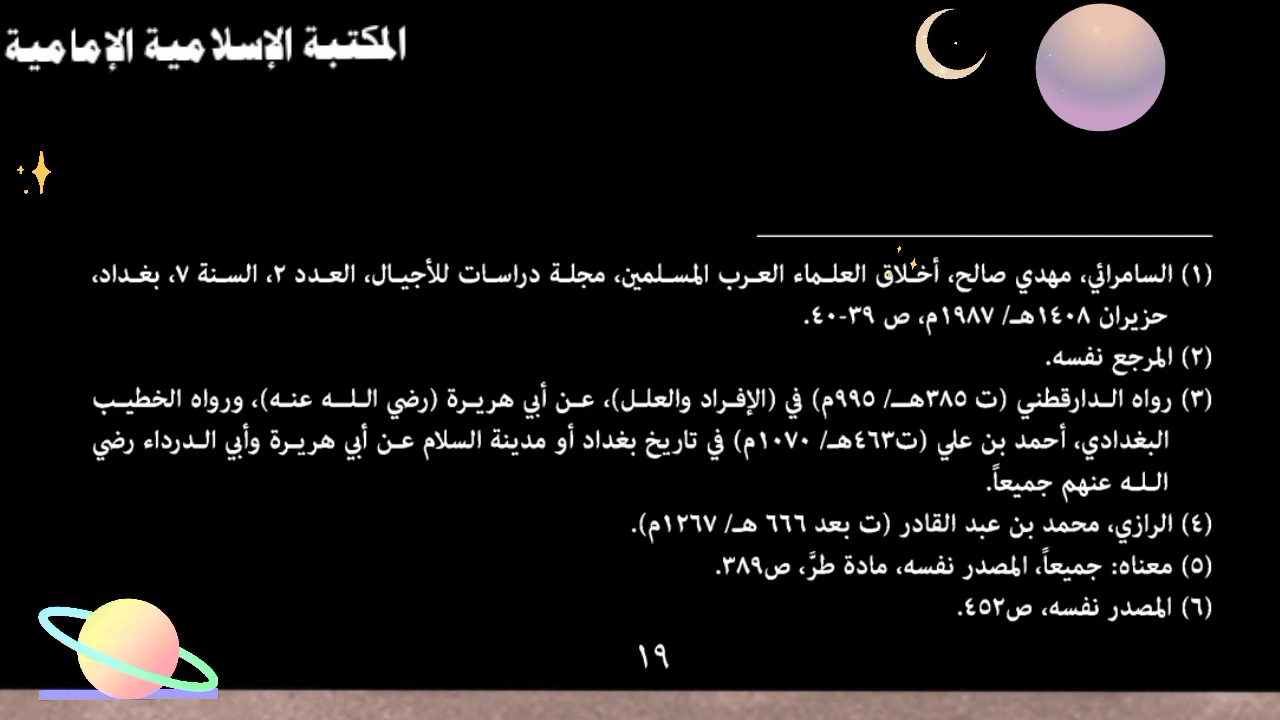 المكتبة الإسلامية الإمامية
(١) السامرائي، مهدي صالح، أخلاق العلماء العرب المسلمين، مجلة دراسات للأجيال، العدد ٢، السنة ٧، بغداد،
حزيران ١٤٠٨هـ/ ١٩٨٧م، ص ٣٩-٤٠.
(٢) المرجع نفسه.
(٣) رواه الدارقطني (ت ٣٨٥هـ/ ٩٩٥م) في (الإفراد والعلل)، عن أبي هريرة (رضي الله عنه)، ورواه الخطيب
البغدادي، أحمد بن علي (ت٤٦٣هـ/ ١٠٧٠م) في تاريخ بغداد أو مدينة السلام عن أبي هريرة وأبي الدرداء رضي
الله عنهم جميعاً.
(٤) الرازي، محمد بن عبد القادر (ت بعد ٦٦٦ هـ/ ١٢٦٧م).
(٥) معناه: جميعاً، المصدر نفسه، مادة طرَّ، ص٣٨٩.
(٦) المصدر نفسه، ص٤٥٢.
١٩